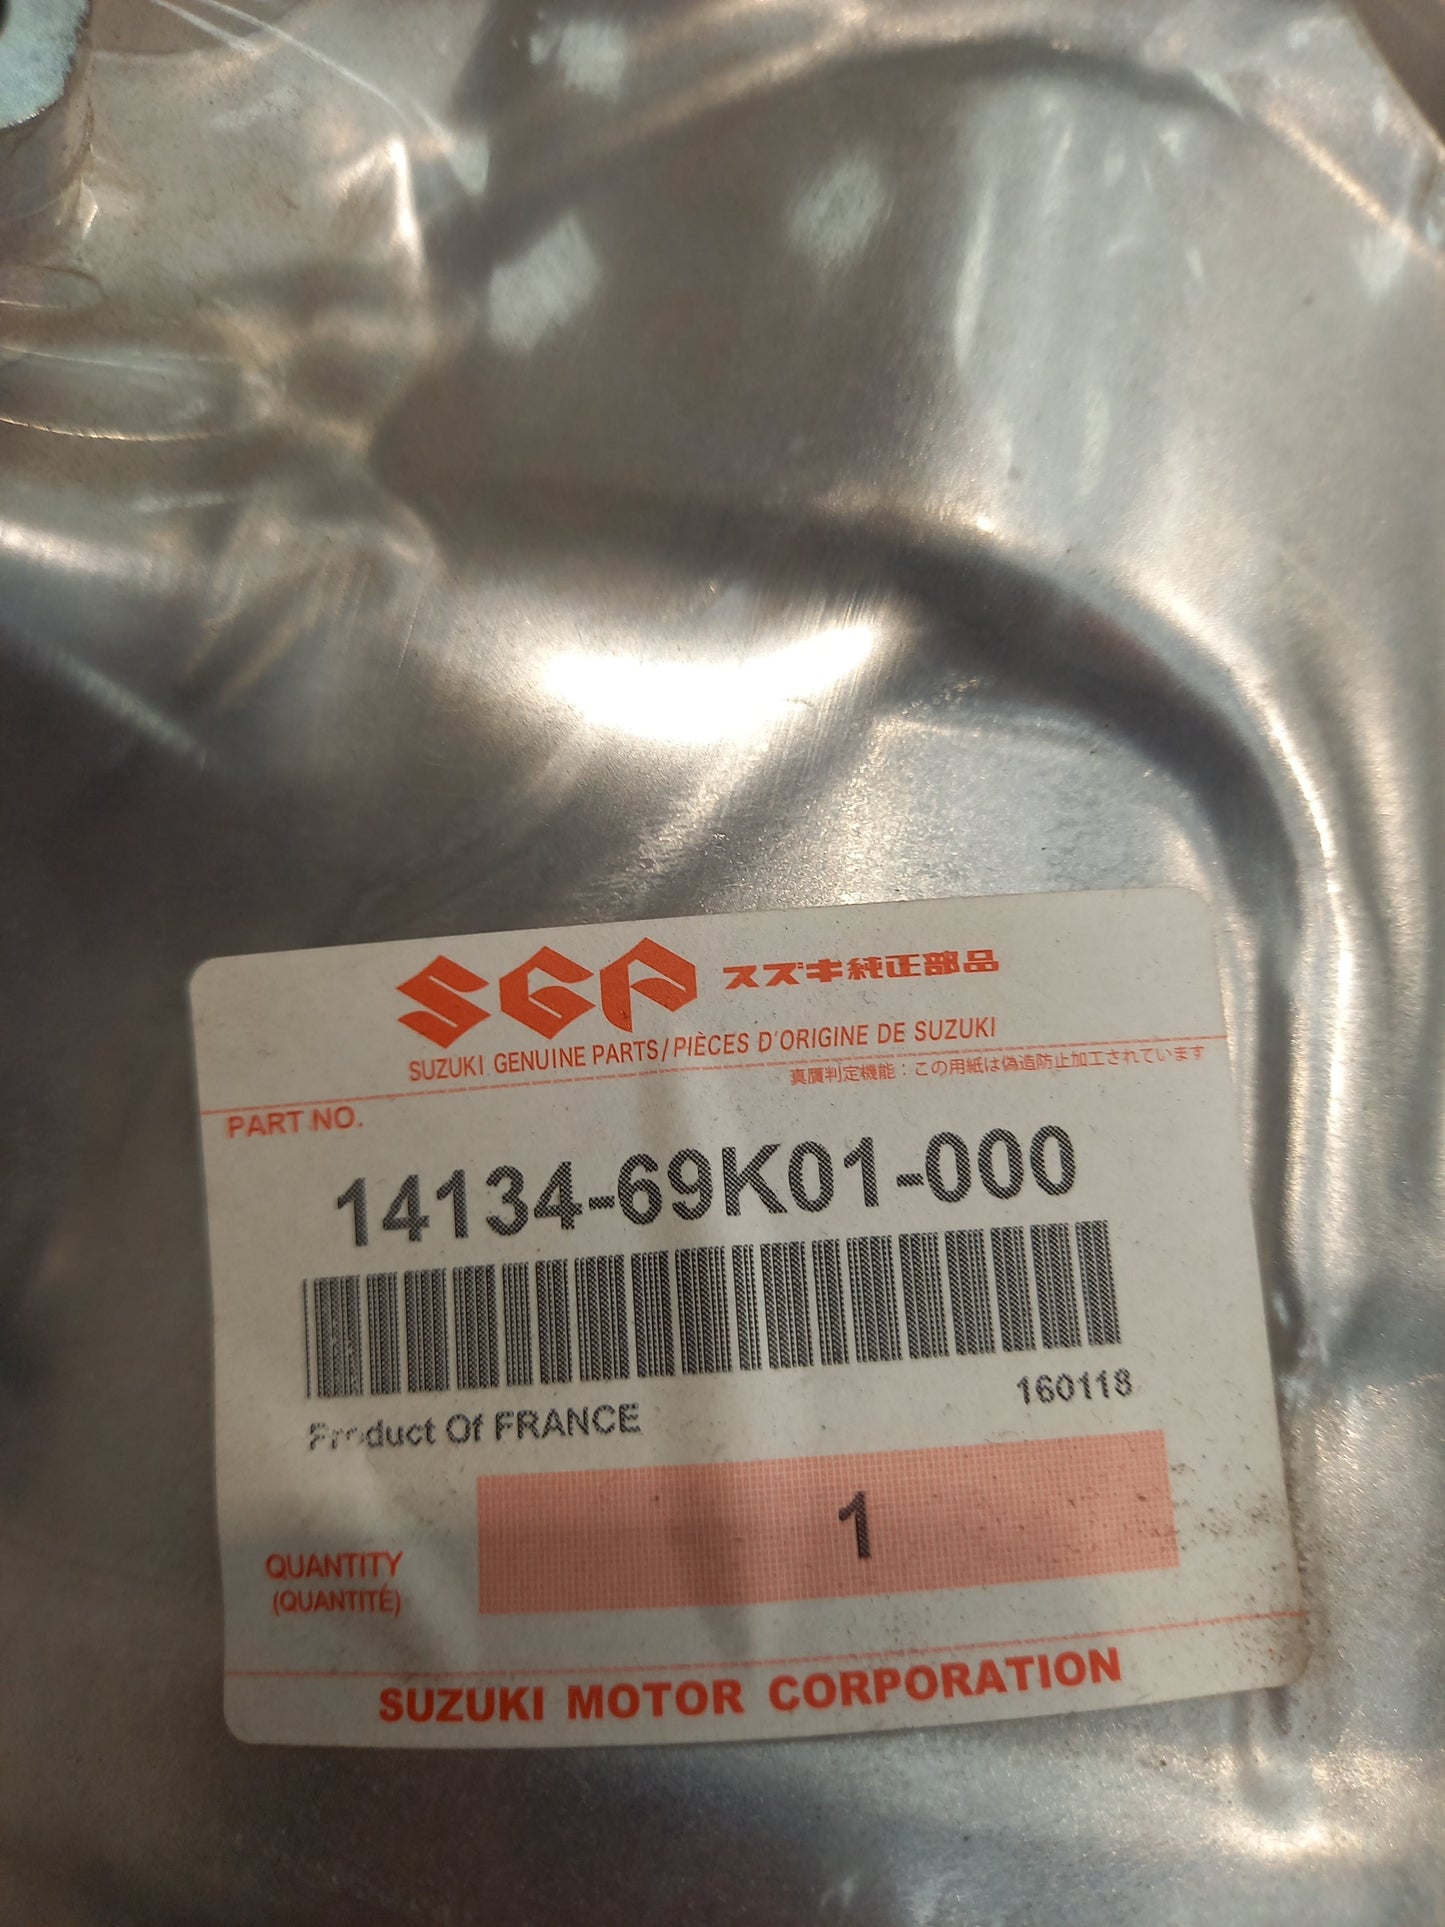 SGP スズキ純正部品
SUZUKI GENUINE PARTS/PIÈCES D'ORIGINE DE SUZUKI
真贋判定機能：この用紙は偽造防止加工されています
PART NO.
14134-69K01-000
160118
Product Of FRANCE
1
QUANTITY
(QUANTITÉ)
SUZUKI MOTOR CORPORATION